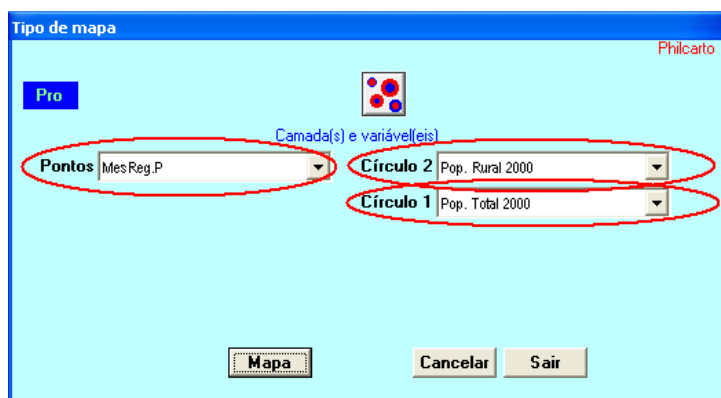 Tipo de mapa
Philcarto
Pro
Camada(s) e variável(eis)
Pontos MesReg.P Círculo 2 Pop. Rural 2000
Círculo 1 Pop. Total 2000
Mapa Cancelar Sair